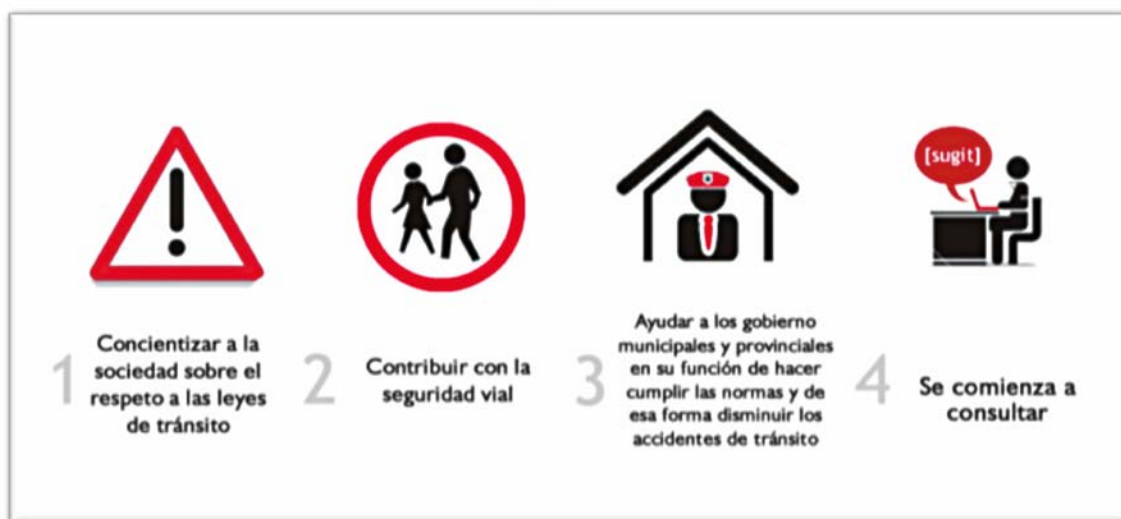 1
Concientizar a la
sociedad sobre el
respeto a las leyes
de tránsito
2
Contribuir con la
seguridad vial
3
Ayudar a los gobierno
municipales y provinciales
en su función de hacer
cumplir las normas y de
esa forma disminuir los
accidentes de tránsito
[sugit]
4
Se comienza a
consultar